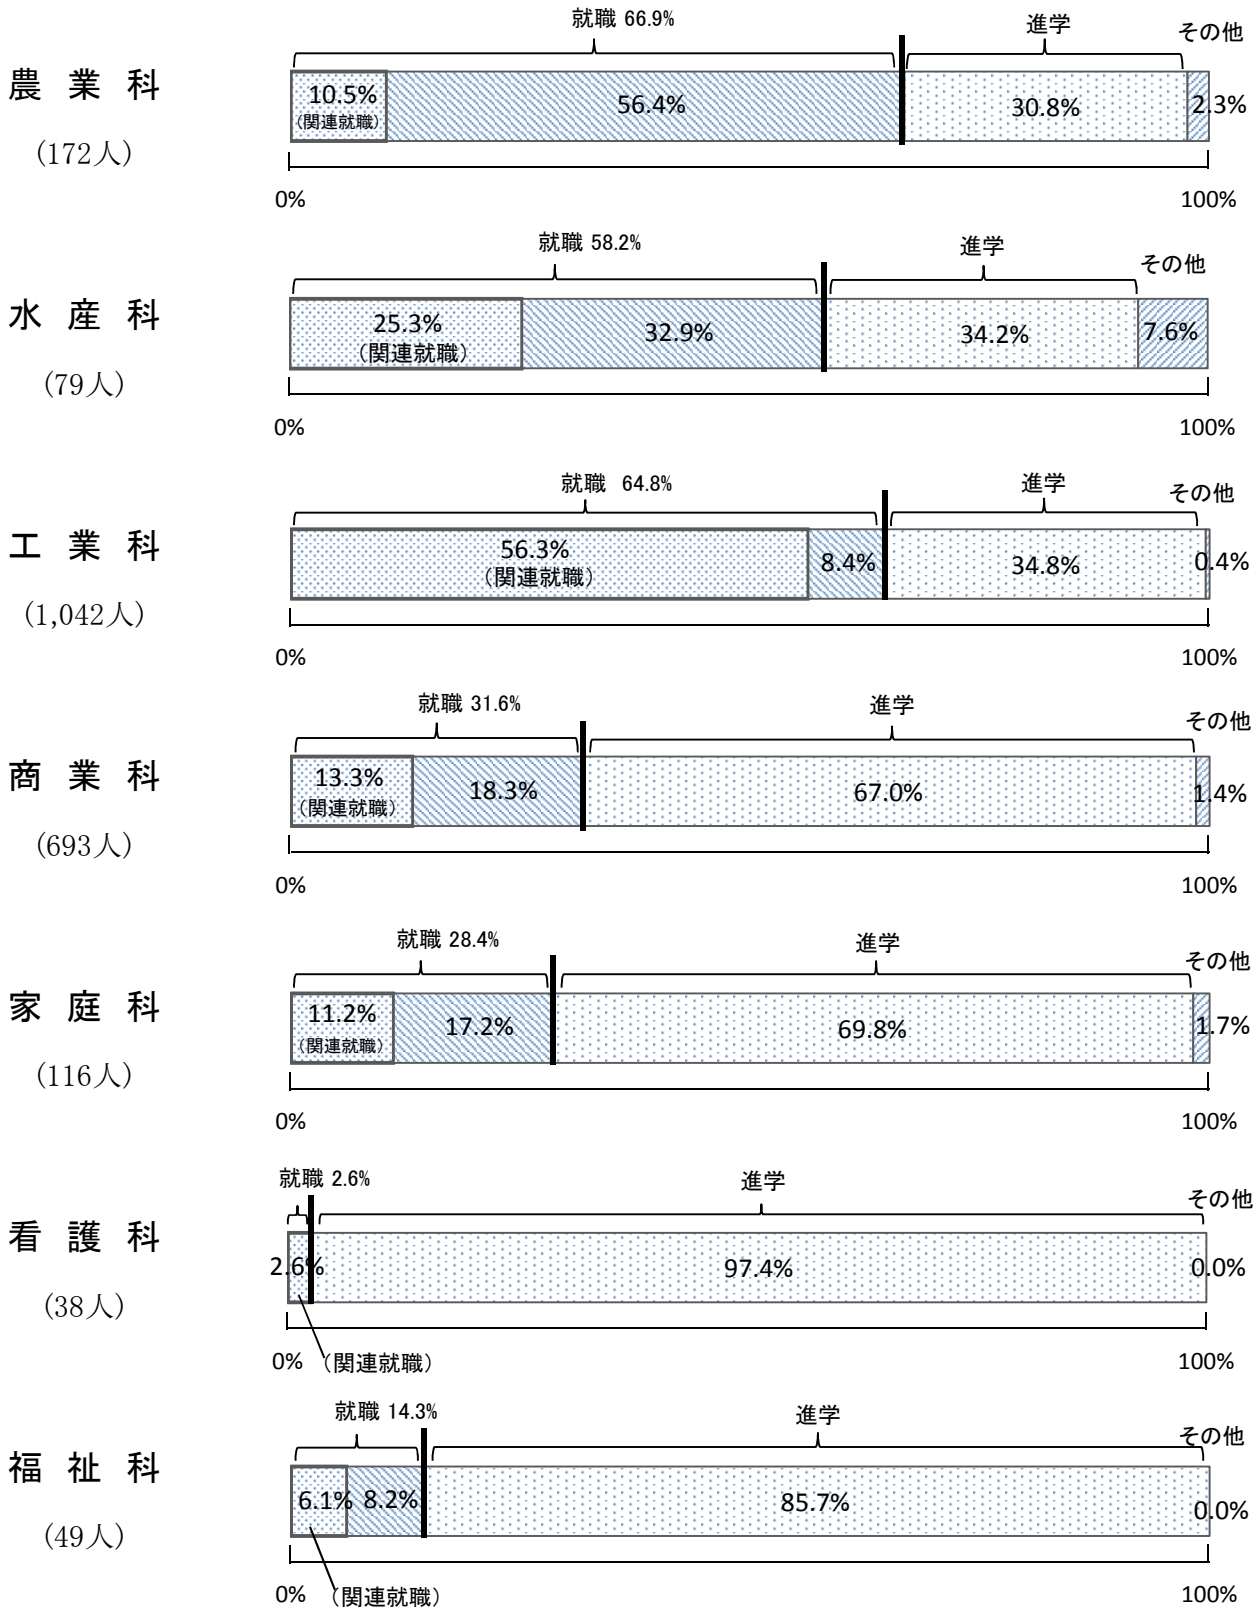 就職 66.9%
進学
その他
農業科
10.5%
(関連就職)
56.4%
30.8%
2.3%
(172人)
0%
100%
就職 58.2%
進学
その他
水産科
25.3%
(関連就職)
32.9%
34.2%
7.6%
(79人)
0%
100%
就職 64.8%
進学
その他
工業科
56.3%
(関連就職)
8.4%
34.8%
0.4%
(1,042人)
0%
100%
就職 31.6%
進学
その他
商業科
13.3%
(関連就職)
18.3%
67.0%
1.4%
(693人)
0%
100%
就職 28.4%
進学
その他
家庭科
11.2%
(関連就職)
17.2%
69.8%
1.7%
(116人)
0%
100%
就職 2.6%
進学
その他
看護科
2.6%
97.4%
0.0%
(38人)
0%
(関連就職)
100%
就職 14.3%
進学
その他
福祉科
6.1%
8.2%
85.7%
0.0%
(49人)
0%
(関連就職)
100%